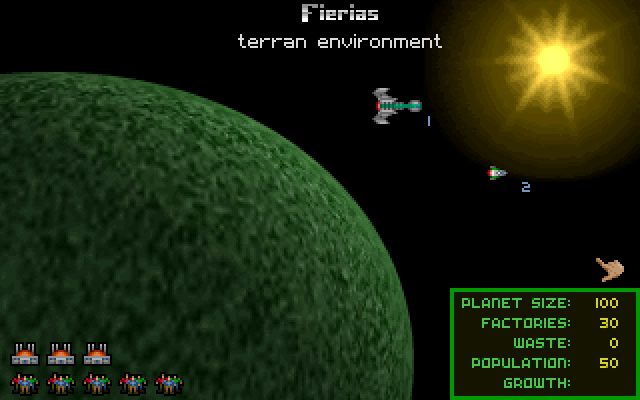 Fierias
terran environment
1
2
PLANET SIZE: 100
FACTORIES: 30
WASTE: 0
POPULATION: 50
GROWTH: